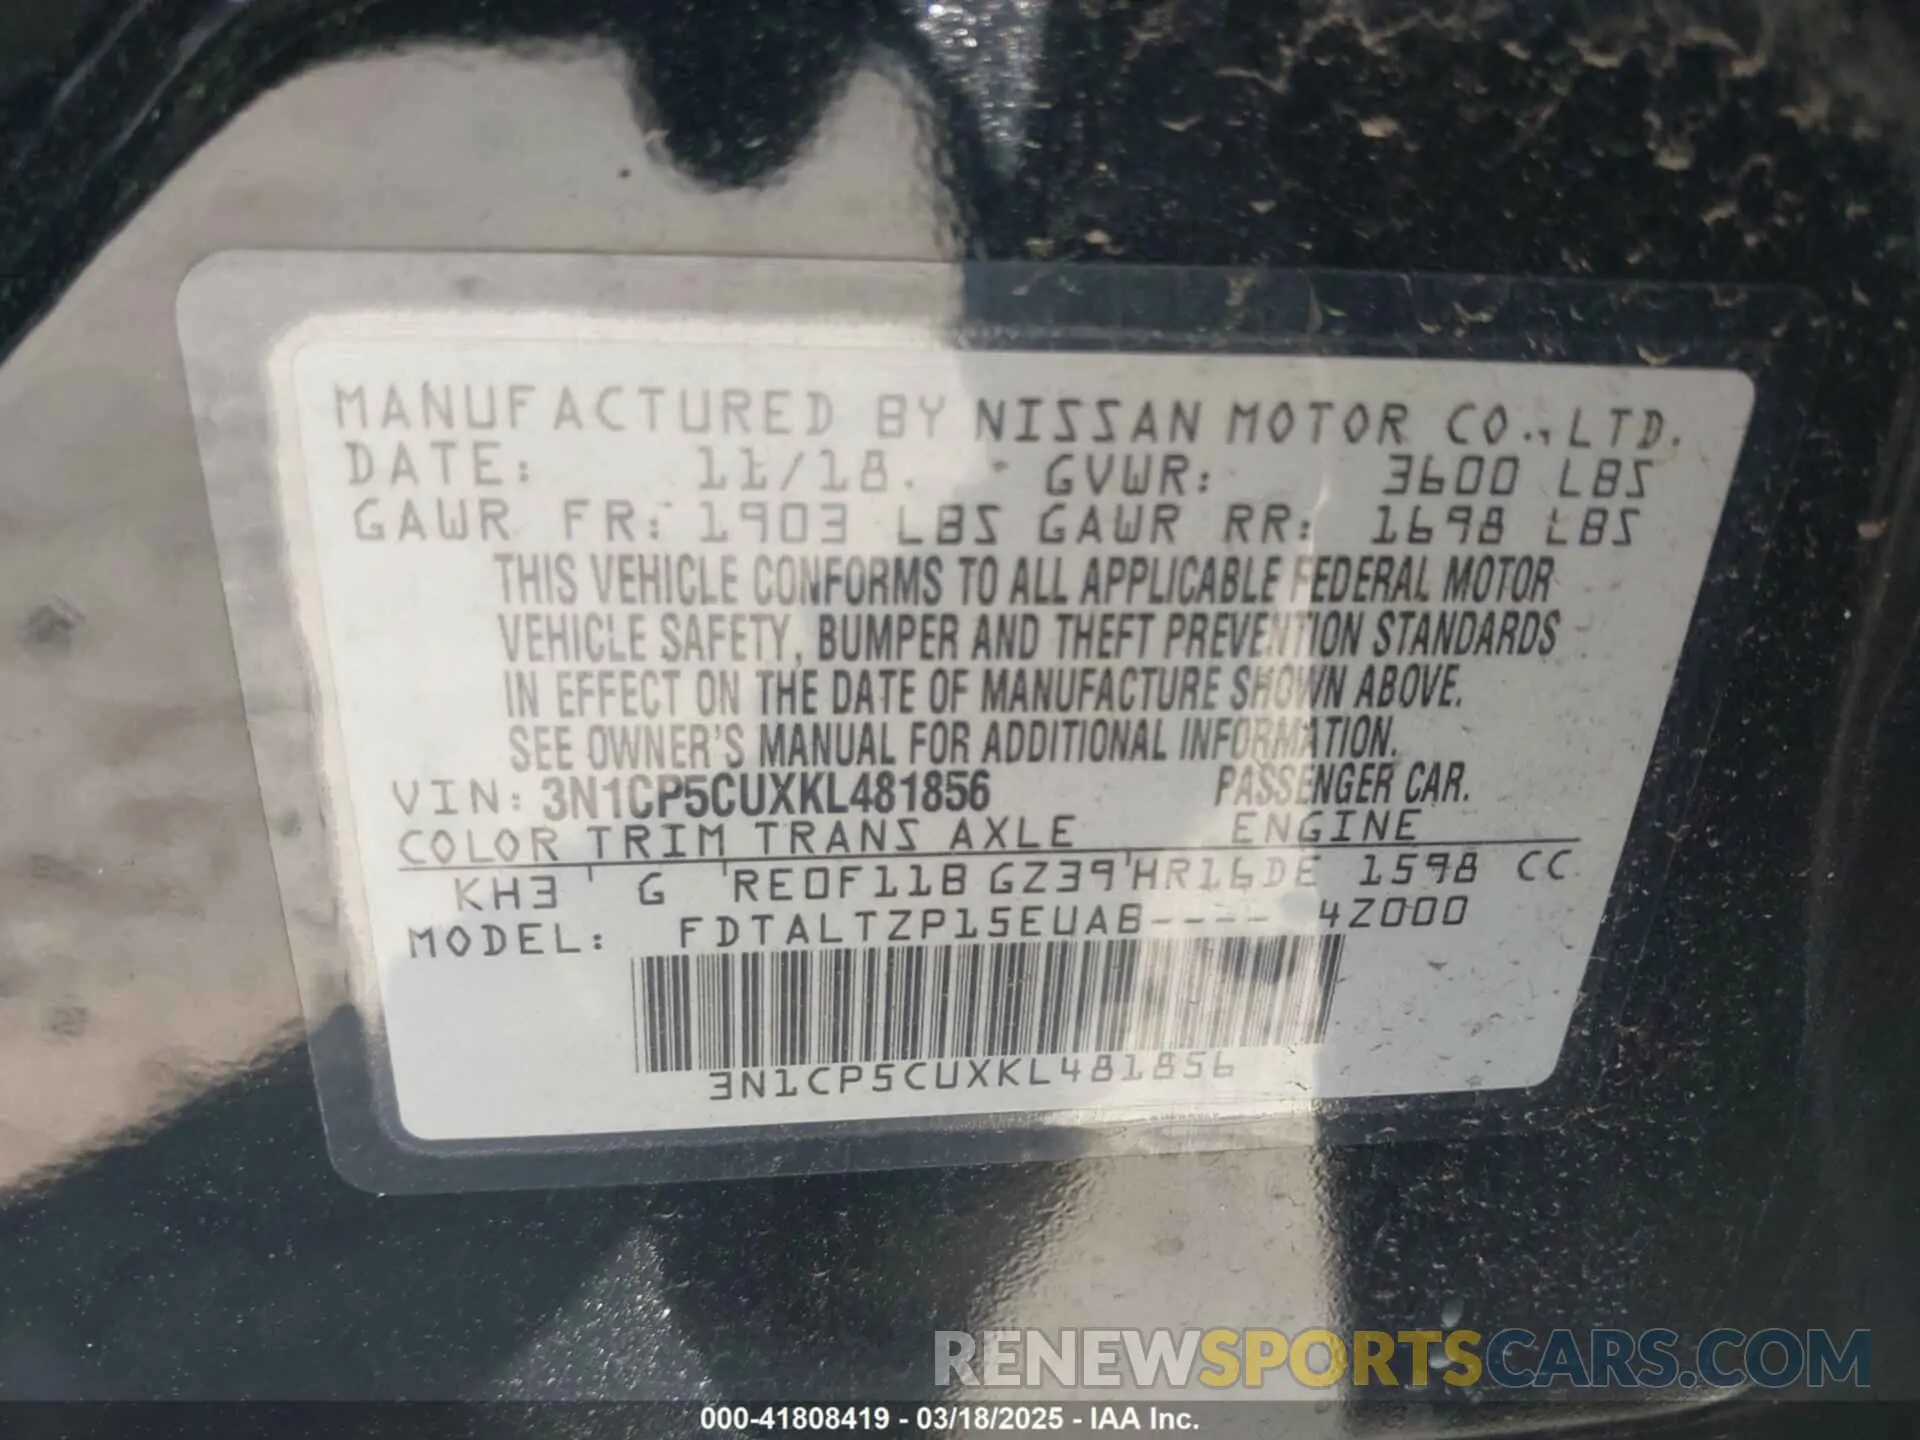 MANUFACTURED BY NISSAN MOTOR CO., LTD.
DATE: 11/18. GVWR: 3600 LBS
GAWR FR: 1903 LBS GAWR RR: 1698 LBS
THIS VEHICLE CONFORMS TO ALL APPLICABLE FEDERAL MOTOR
VEHICLE SAFETY, BUMPER AND THEFT PREVENTION STANDARDS
IN EFFECT ON THE DATE OF MANUFACTURE SHOWN ABOVE.
SEE OWNER'S MANUAL FOR ADDITIONAL INFORMATION.
VIN: 3N1CP5CUXKL481856 PASSENGER CAR.
COLOR TRIM TRANS AXLE ENGINE
KH3 G RE0F11B GZ39 HR16DE 1598 CC
MODEL: FDTALTZP15EUAB---- 4Z000
3N1CP5CUXKL481856
RENEWSPORTSCARS.COM
000-41808419 - 03/18/2025 - IAA Inc.